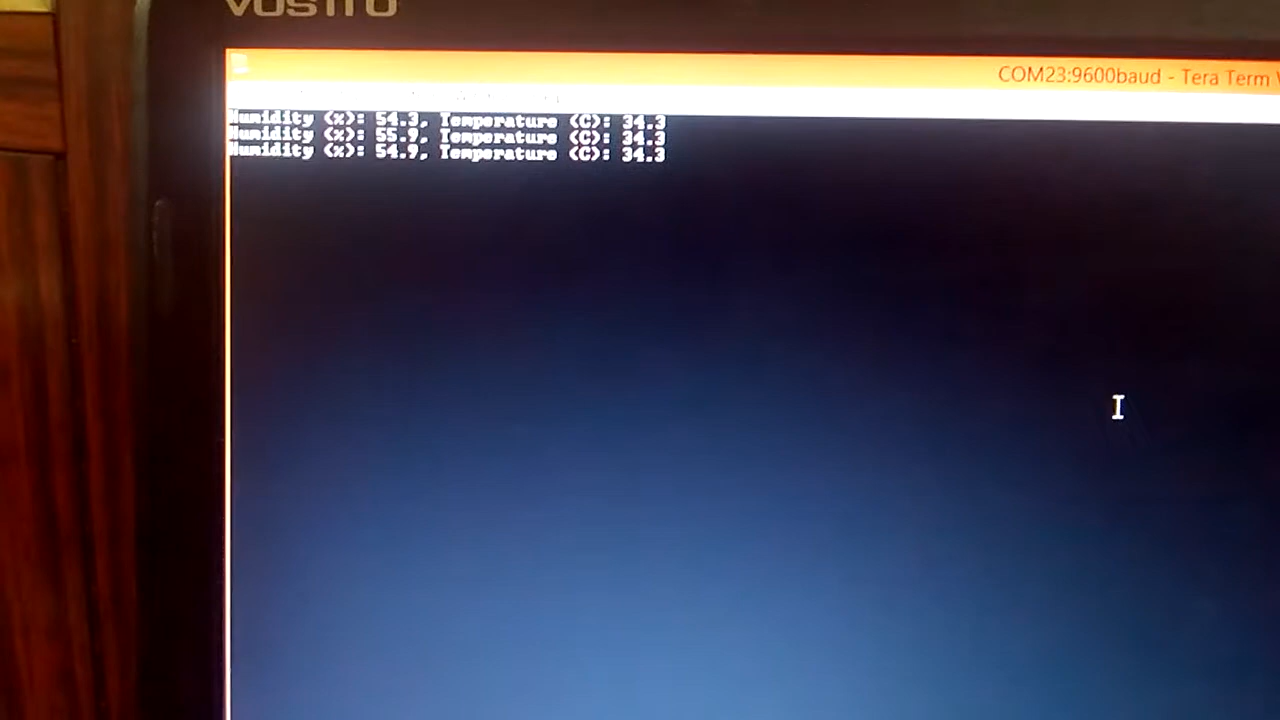 VOSTRO
COM23:9600baud - Tera Term
Humidity (%): 54.3, Temperature (C): 34.3
Humidity (%): 55.9, Temperature (C): 34.3
Humidity (%): 54.9, Temperature (C): 34.3